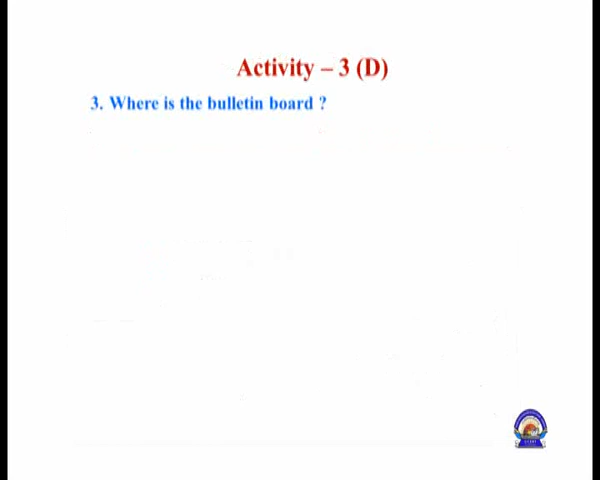 Activity – 3 (D)
3. Where is the bulletin board ?